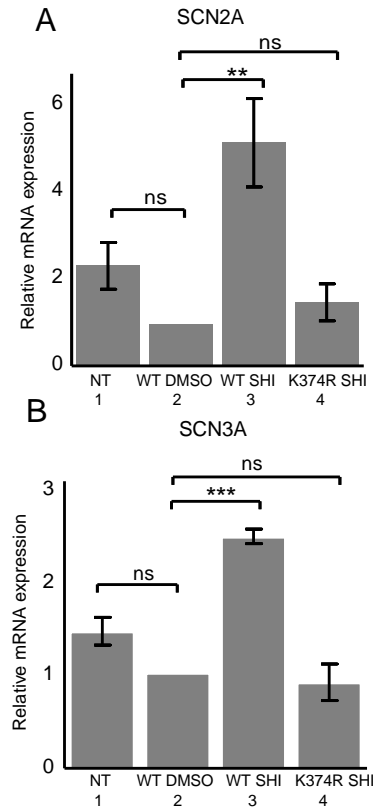 A
SCN2A
ns
**
ns
Relative mRNA expression
6
4
2
0
NT
WT DMSO
WT SHI
K374R SHI
1
2
3
4
B
SCN3A
ns
***
ns
Relative mRNA expression
3
2
1
0
NT
WT DMSO
WT SHI
K374R SHI
1
2
3
4